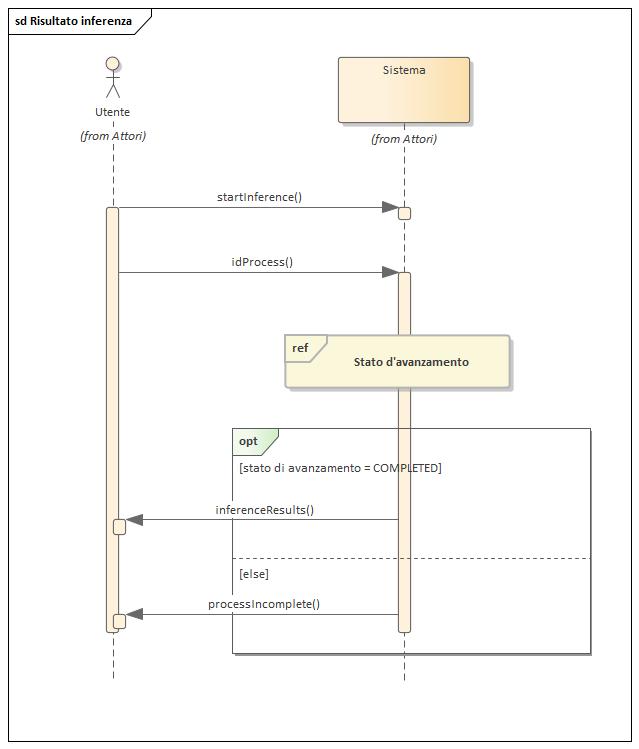 sd Risultato inferenza
Sistema
Utente
(from Attori)
(from Attori)
startInference()
idProcess()
ref
Stato d'avanzamento
opt
[stato di avanzamento = COMPLETED]
inferenceResults()
[else]
processIncomplete()